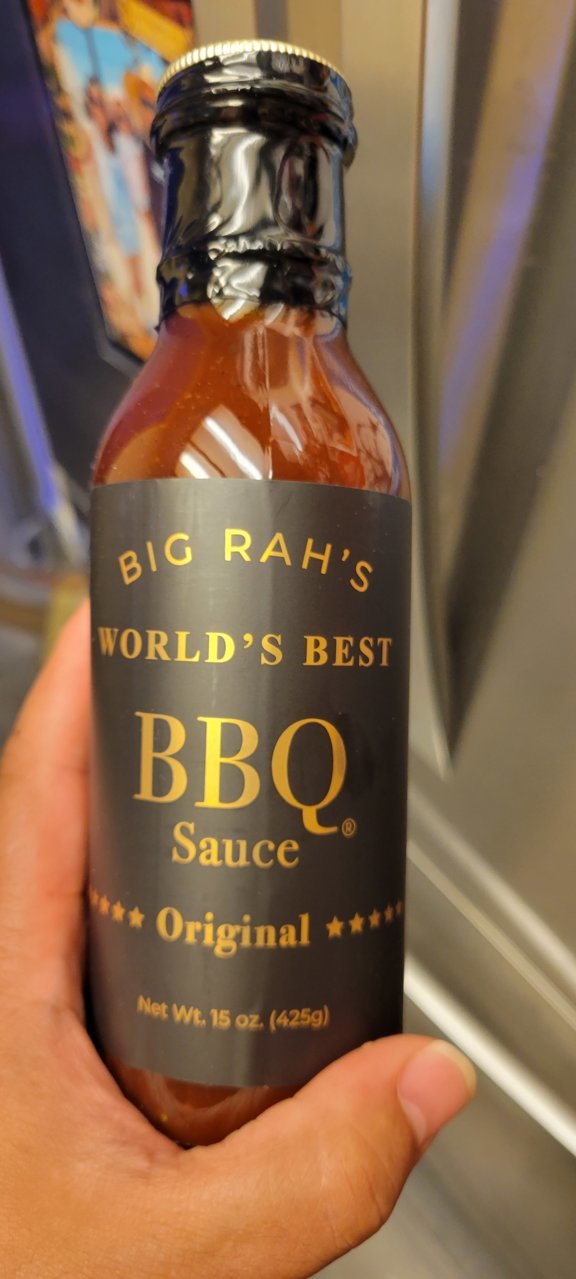 BIG RAH'S
WORLD'S BEST
BBQ®
Sauce
★★★★ Original ★★★★★
Net Wt. 15 oz. (425g)